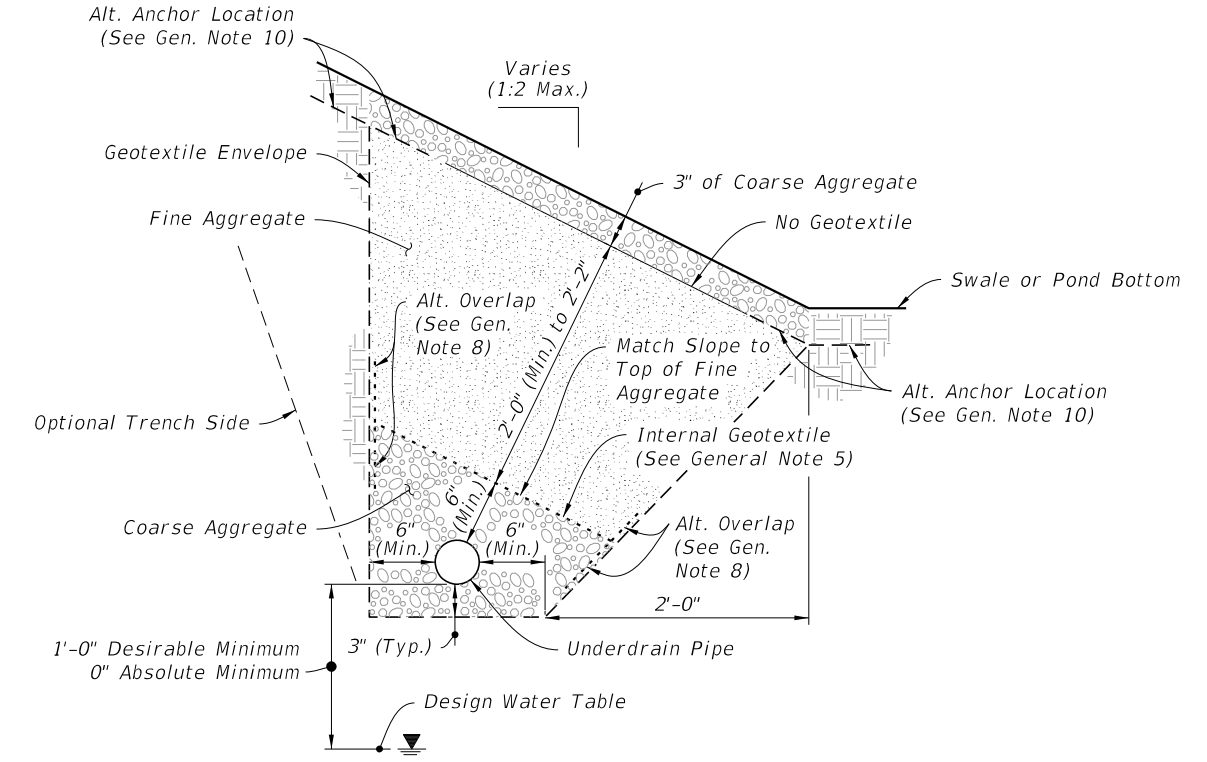 Alt. Anchor Location
(See Gen. Note 10)
Varies
(1:2 Max.)
Geotextile Envelope
3" of Coarse Aggregate
Fine Aggregate
No Geotextile
Swale or Pond Bottom
Alt. Overlap
(See Gen.
Note 8)
2'-0" (Min.) to 2'-2"
Match Slope to
Top of Fine
Aggregate
Alt. Anchor Location
(See Gen. Note 10)
Optional Trench Side
Internal Geotextile
(See General Note 5)
6"
(Min.)
Coarse Aggregate
6"
(Min.)
6"
(Min.)
Alt. Overlap
(See Gen.
Note 8)
2'-0"
1'-0" Desirable Minimum
0" Absolute Minimum
3" (Typ.)
Underdrain Pipe
Design Water Table